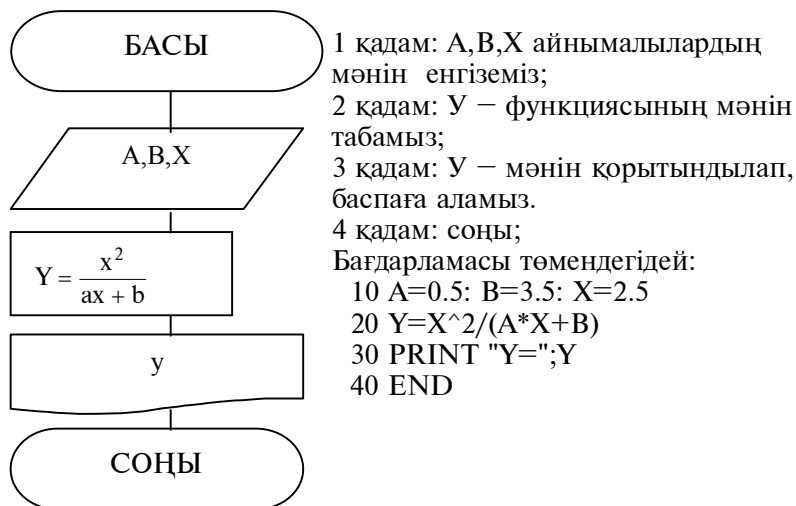 БАСЫ
A,B,X
Y = x²/(ax + b)
y
СОҢЫ
1 қадам: A,B,X айнымалылардың
мәнін енгіземіз;
2 қадам: У – функциясының мәнін
табамыз;
3 қадам: У – мәнін қорытындылап,
баспаға аламыз.
4 қадам: соңы;
Бағдарламасы төмендегідей:
10 A=0.5: B=3.5: X=2.5
20 Y=X^2/(A*X+B)
30 PRINT "Y=";Y
40 END